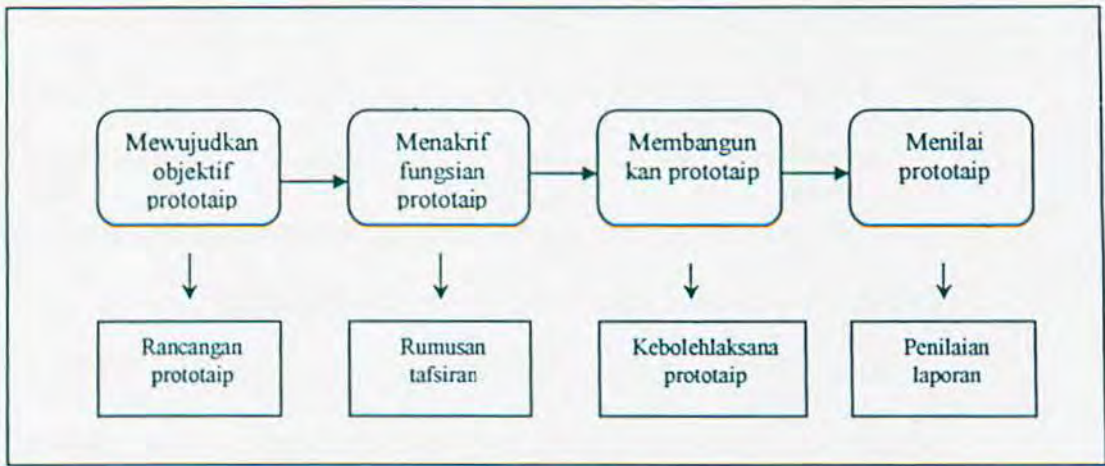 Mewujudkan
objektif
prototaip
Menakrif
fungsian
prototaip
Membangun
kan prototaip
Menilai
prototaip
Rancangan
prototaip
Rumusan
tafsiran
Kebolehlaksana
prototaip
Penilaian
laporan